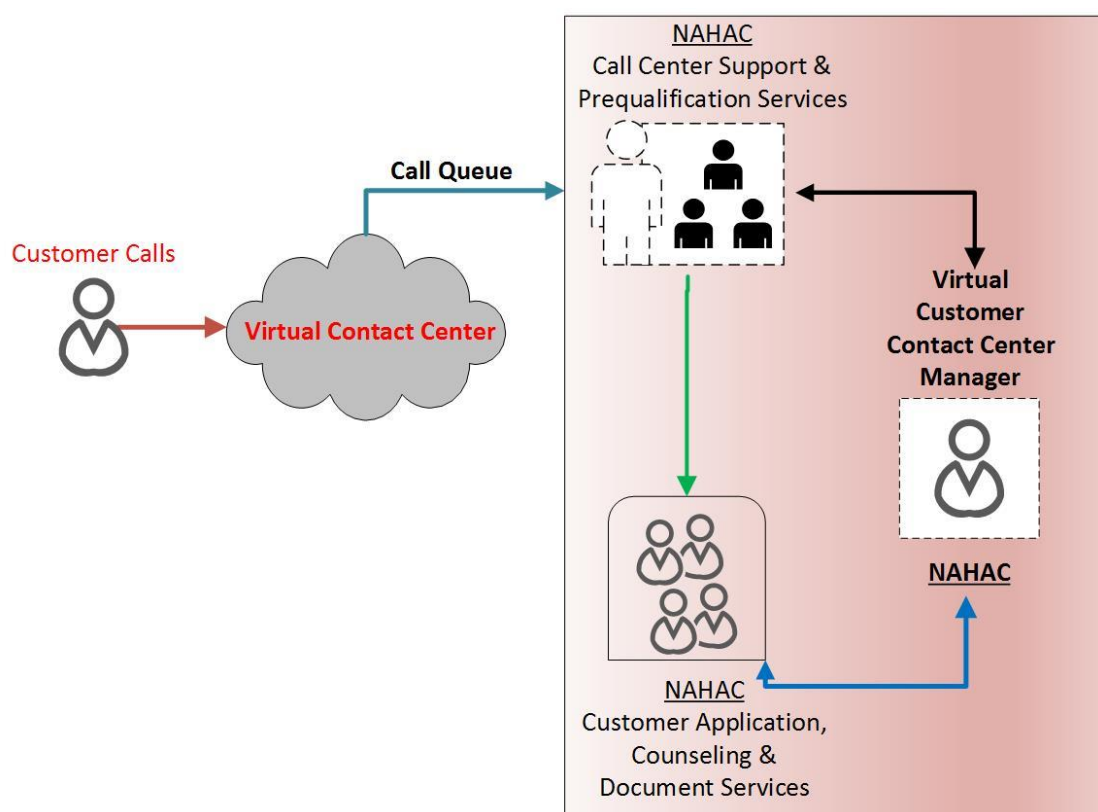 NAHAC
Call Center Support &
Prequalification Services
Call Queue
Customer Calls
Virtual Contact Center
Virtual
Customer
Contact Center
Manager
NAHAC
NAHAC
Customer Application,
Counseling &
Document Services